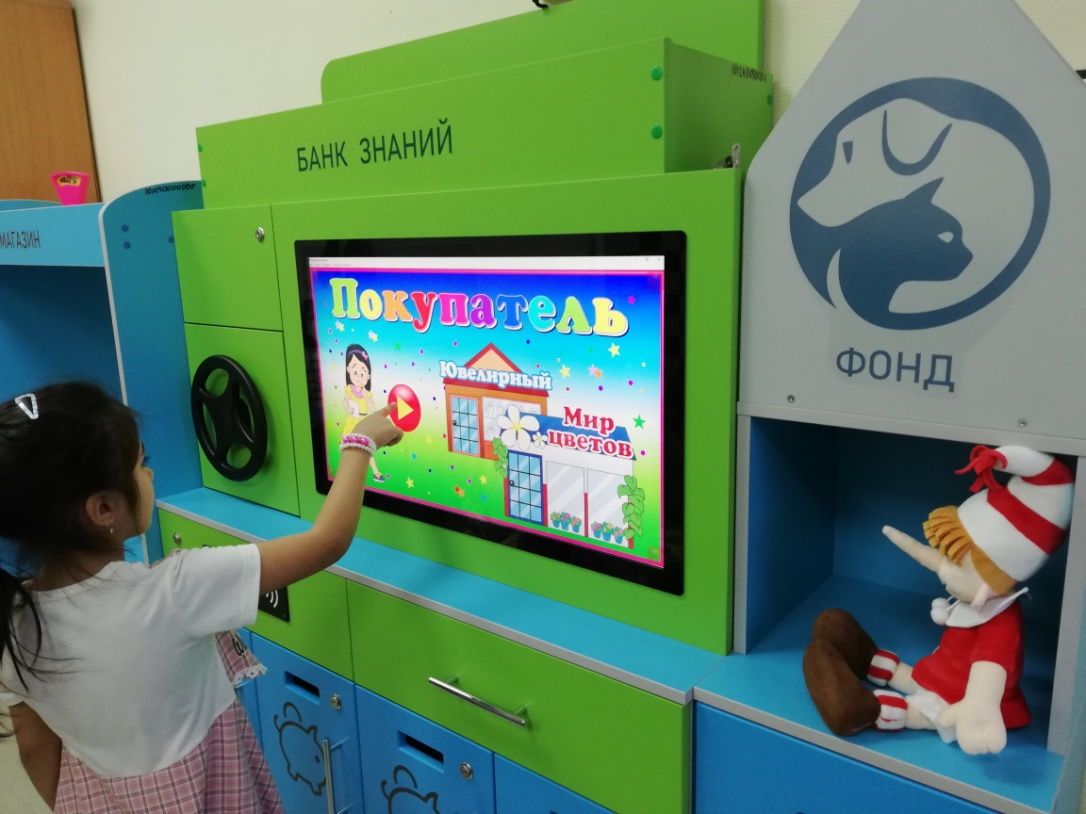 БАНК ЗНАНИЙ
МАГАЗИН
Покупатель
Ювелирный
Мир
цветов
ФОНД